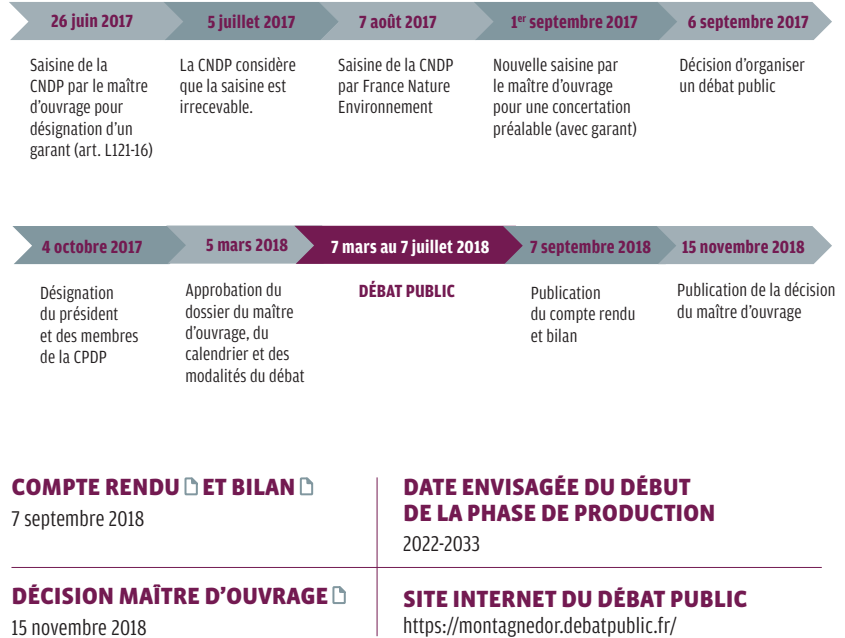 26 juin 2017
5 juillet 2017
7 août 2017
1er septembre 2017
6 septembre 2017
Saisine de la
CNDP par le maître
d'ouvrage pour
désignation d'un
garant (art. L121-16)
La CNDP considère
que la saisine est
irrecevable.
Saisine de la CNDP
par France Nature
Environnement
Nouvelle saisine par
le maître d'ouvrage
pour une concertation
préalable (avec garant)
Décision d'organiser
un débat public
4 octobre 2017
5 mars 2018
7 mars au 7 juillet 2018
7 septembre 2018
15 novembre 2018
Désignation
du président
et des membres
de la CPDP
Approbation du
dossier du maître
d'ouvrage, du
calendrier et des
modalités du débat
DÉBAT PUBLIC
Publication
du compte rendu
et bilan
Publication de la décision
du maître d'ouvrage
COMPTE RENDU ET BILAN
7 septembre 2018
DATE ENVISAGÉE DU DÉBUT
DE LA PHASE DE PRODUCTION
2022-2033
DÉCISION MAÎTRE D'OUVRAGE
15 novembre 2018
SITE INTERNET DU DÉBAT PUBLIC
https://montagnedor.debatpublic.fr/